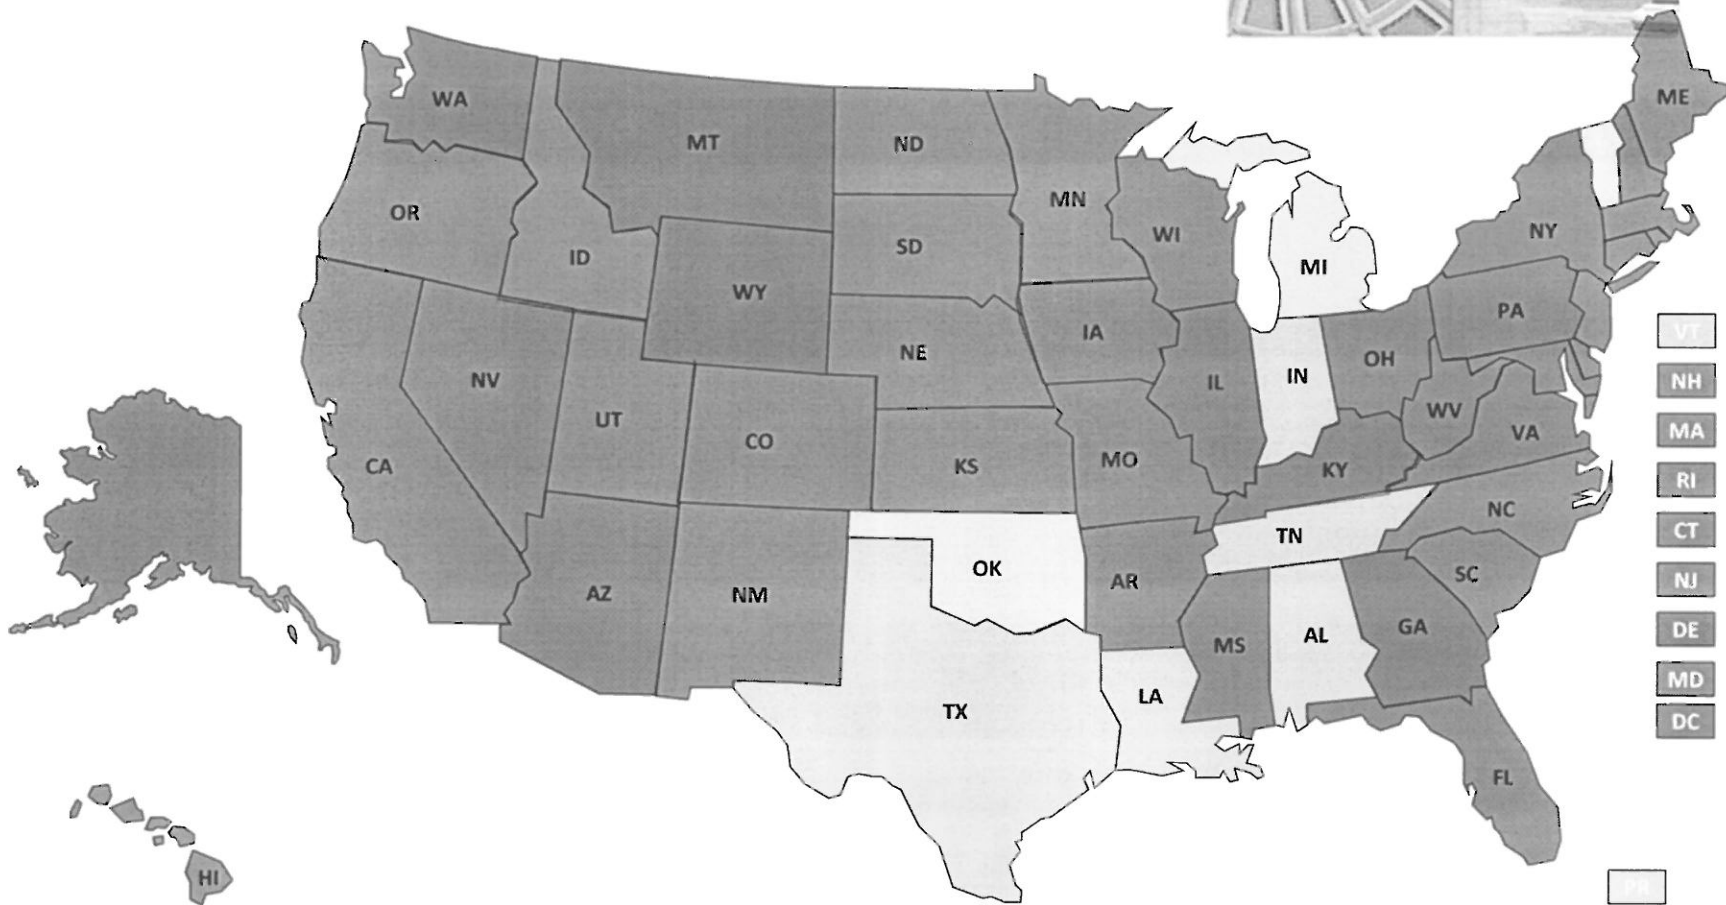 WA
MT
ND
MN
ME
OR
ID
SD
WI
NY
WY
MI
PA
VT
IA
NE
OH
NV
IL
IN
NH
UT
CO
WV
VA
MA
CA
KS
MO
KY
RI
NC
TN
CT
OK
AR
SC
NJ
AZ
NM
GA
DE
MS
AL
LA
MD
TX
DC
FL
HI
PR